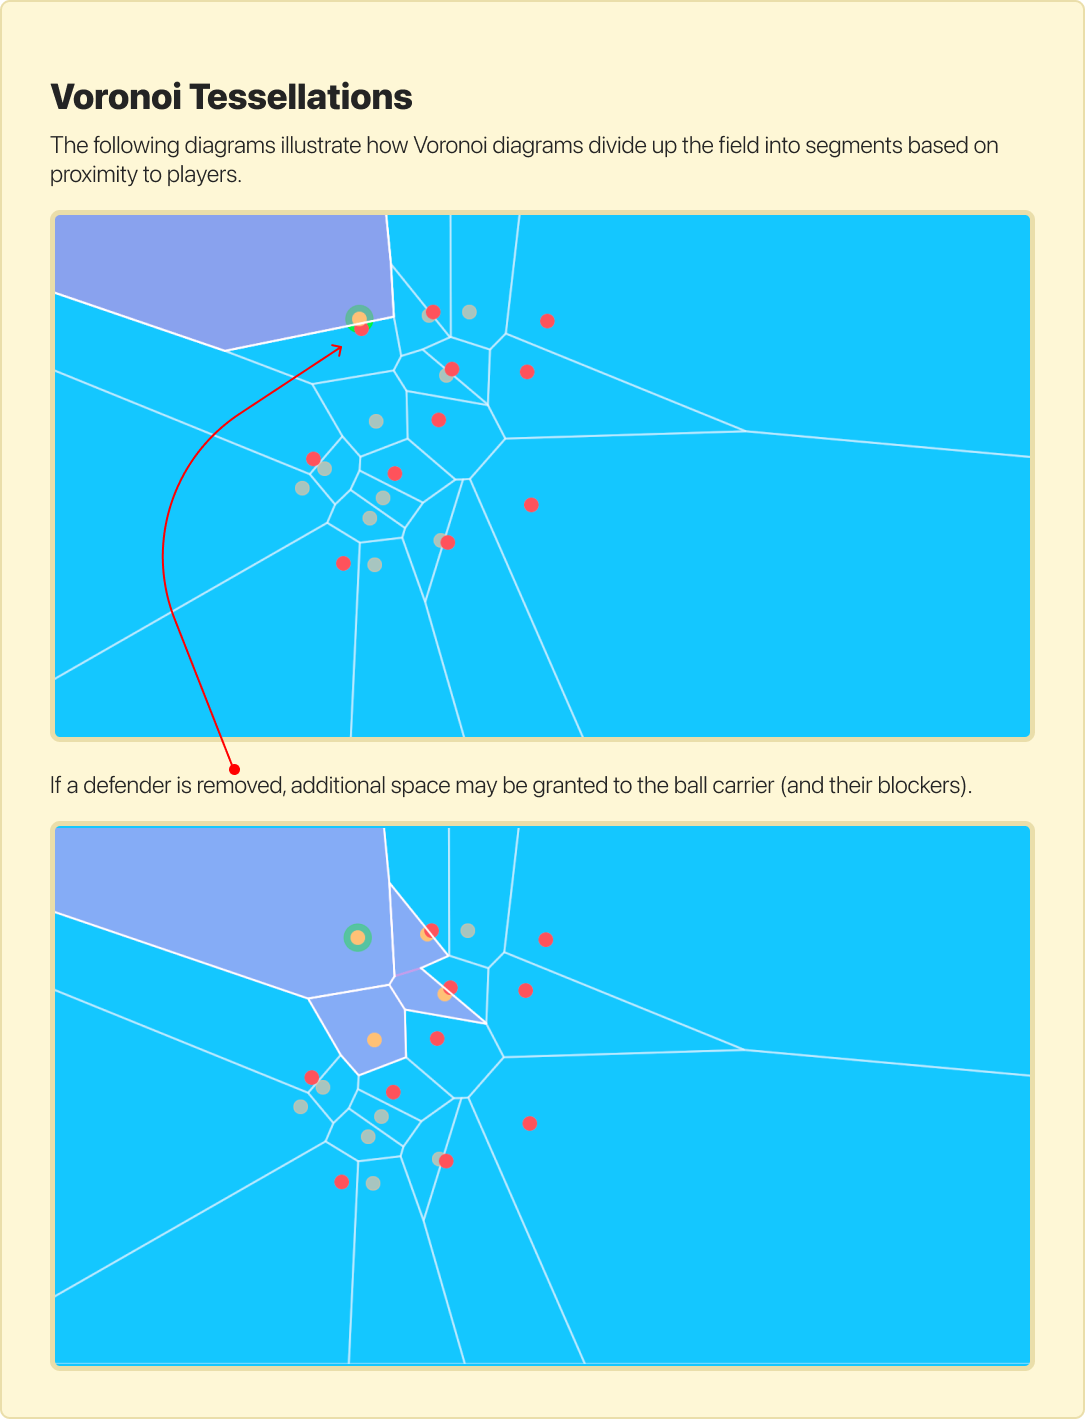 Voronoi Tessellations
The following diagrams illustrate how Voronoi diagrams divide up the field into segments based on
proximity to players.
If a defender is removed, additional space may be granted to the ball carrier (and their blockers).